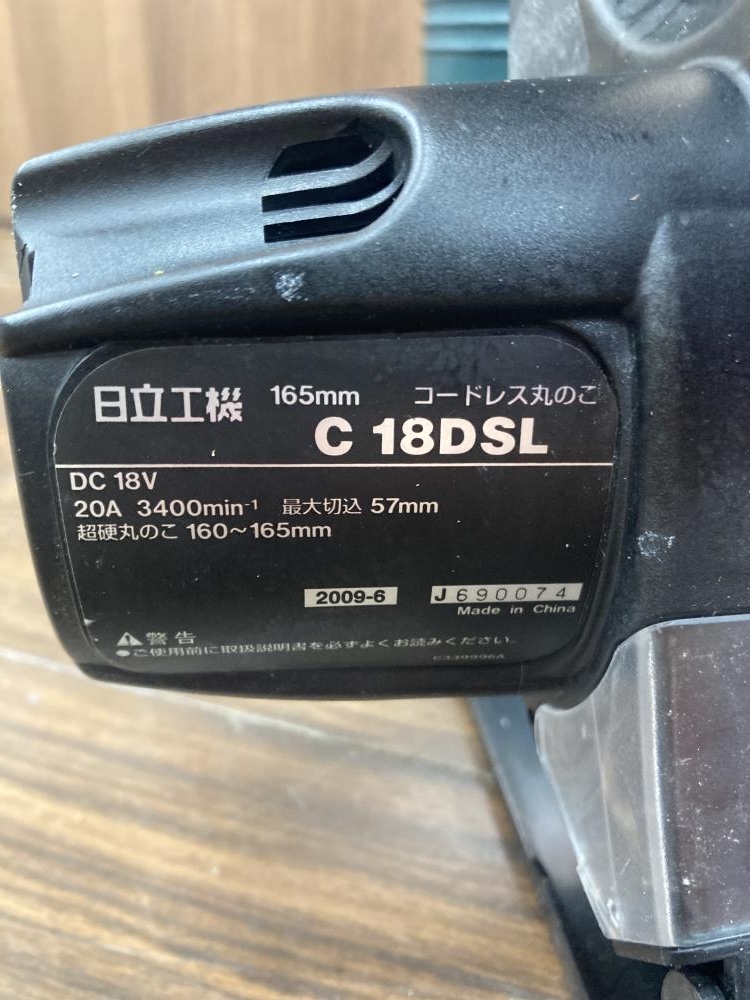 日立工機 165mm コードレス丸のこ
C 18DSL
DC 18V
20A 3400min⁻¹ 最大切込 57mm
超硬丸のこ 160～165mm
2009-6 J690074
Made in China
警告
●ご使用前に取扱説明書を必ずよくお読みください。
C339996A